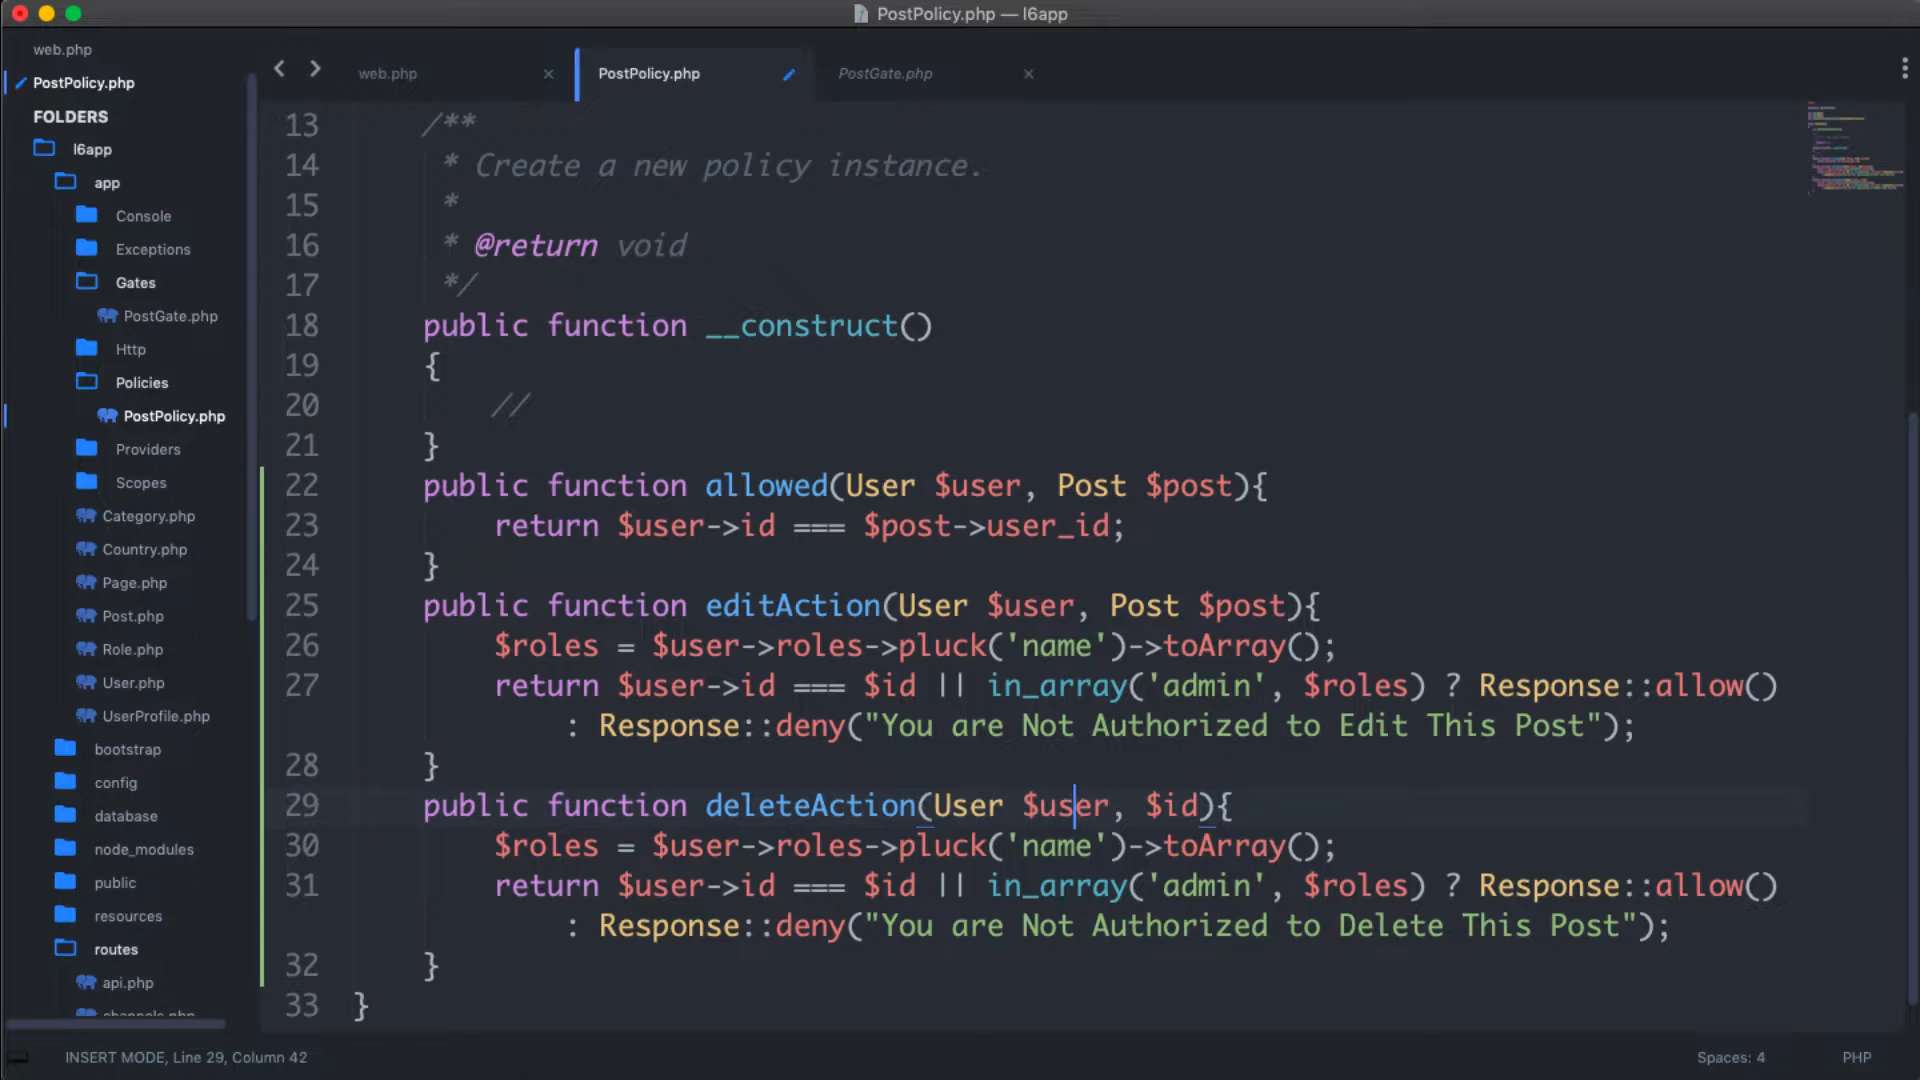 PostPolicy.php — l6app
web.php
PostPolicy.php
FOLDERS
l6app
app
Console
Exceptions
Gates
PostGate.php
Http
Policies
PostPolicy.php
Providers
Scopes
Category.php
Country.php
Page.php
Post.php
Role.php
User.php
UserProfile.php
bootstrap
config
database
node_modules
public
resources
routes
api.php
channels.php
web.php
PostPolicy.php
PostGate.php
13 /**
14 * Create a new policy instance.
15 *
16 * @return void
17 */
18 public function __construct()
19 {
20 //
21 }
22 public function allowed(User $user, Post $post){
23 return $user->id === $post->user_id;
24 }
25 public function editAction(User $user, Post $post){
26 $roles = $user->roles->pluck('name')->toArray();
27 return $user->id === $id || in_array('admin', $roles) ? Response::allow()
: Response::deny("You are Not Authorized to Edit This Post");
28 }
29 public function deleteAction(User $user, $id){
30 $roles = $user->roles->pluck('name')->toArray();
31 return $user->id === $id || in_array('admin', $roles) ? Response::allow()
: Response::deny("You are Not Authorized to Delete This Post");
32 }
33 }
INSERT MODE, Line 29, Column 42
Spaces: 4
PHP